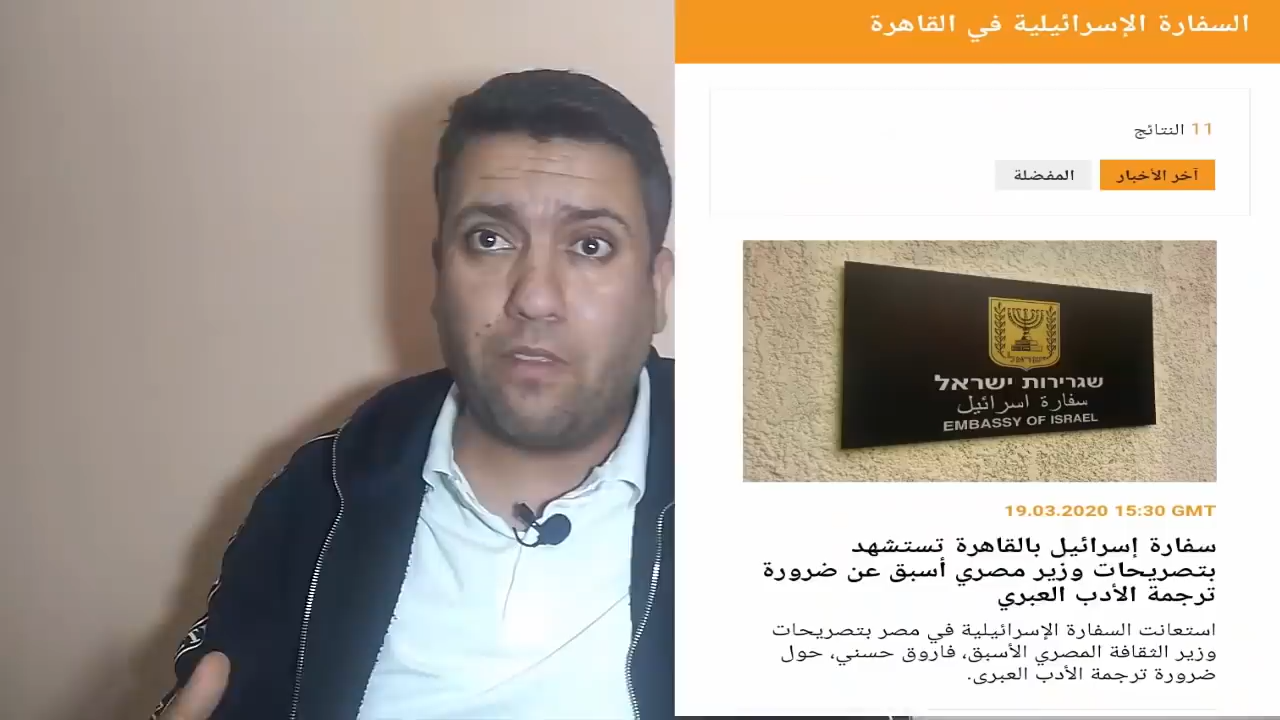 السفارة الإسرائيلية في القاهرة
11 النتائج
آخر الأخبار
المفضلة
שגרירות ישראל
سفارة اسرائيل
EMBASSY OF ISRAEL
19.03.2020 15:30 GMT
سفارة إسرائيل بالقاهرة تستشهد
بتصريحات وزير مصري أسبق عن ضرورة
ترجمة الأدب العبري
استعانت السفارة الإسرائيلية في مصر بتصريحات
وزير الثقافة المصري الأسبق، فاروق حسني، حول
ضرورة ترجمة الأدب العبري.